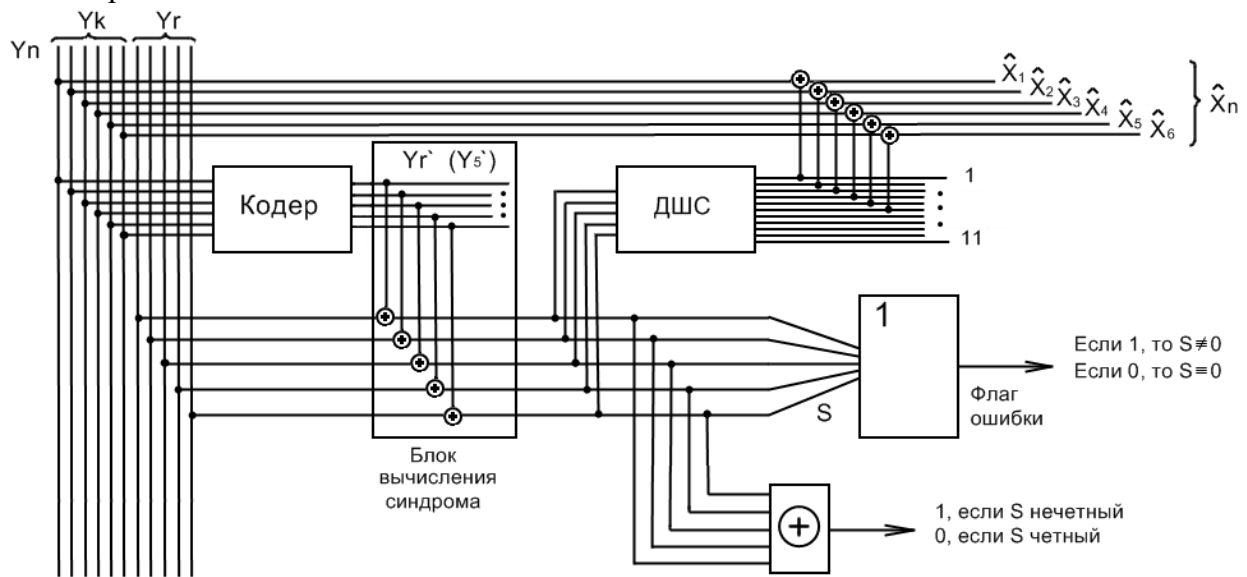 Yk Yr
Yn
X̂1
X̂2
X̂3
X̂4
X̂5 X̂6
X̂n
Yr` (Y5`)
Кодер
ДШС
1
11
1
Если 1, то S≢0
Если 0, то S≡0
Флаг
ошибки
S
Блок
вычисления
синдрома
1, если S нечетный
0, если S четный